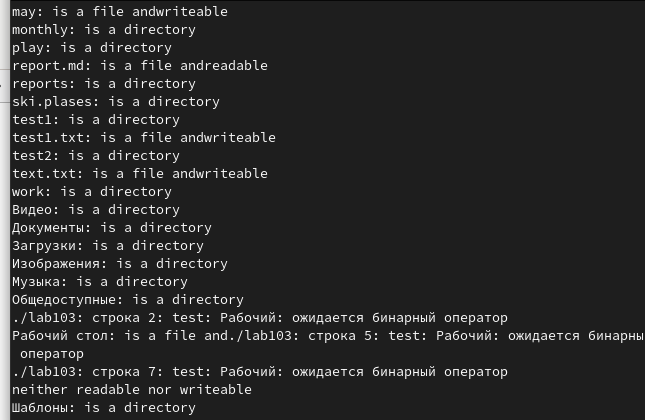 may: is a file andwriteable
monthly: is a directory
play: is a directory
report.md: is a file andreadable
reports: is a directory
ski.plases: is a directory
test1: is a directory
test1.txt: is a file andwriteable
test2: is a directory
text.txt: is a file andwriteable
work: is a directory
Видео: is a directory
Документы: is a directory
Загрузки: is a directory
Изображения: is a directory
Музыка: is a directory
Общедоступные: is a directory
./lab103: строка 2: test: Рабочий: ожидается бинарный оператор
Рабочий стол: is a file and./lab103: строка 5: test: Рабочий: ожидается бинарны
оператор
./lab103: строка 7: test: Рабочий: ожидается бинарный оператор
neither readable nor writeable
Шаблоны: is a directory